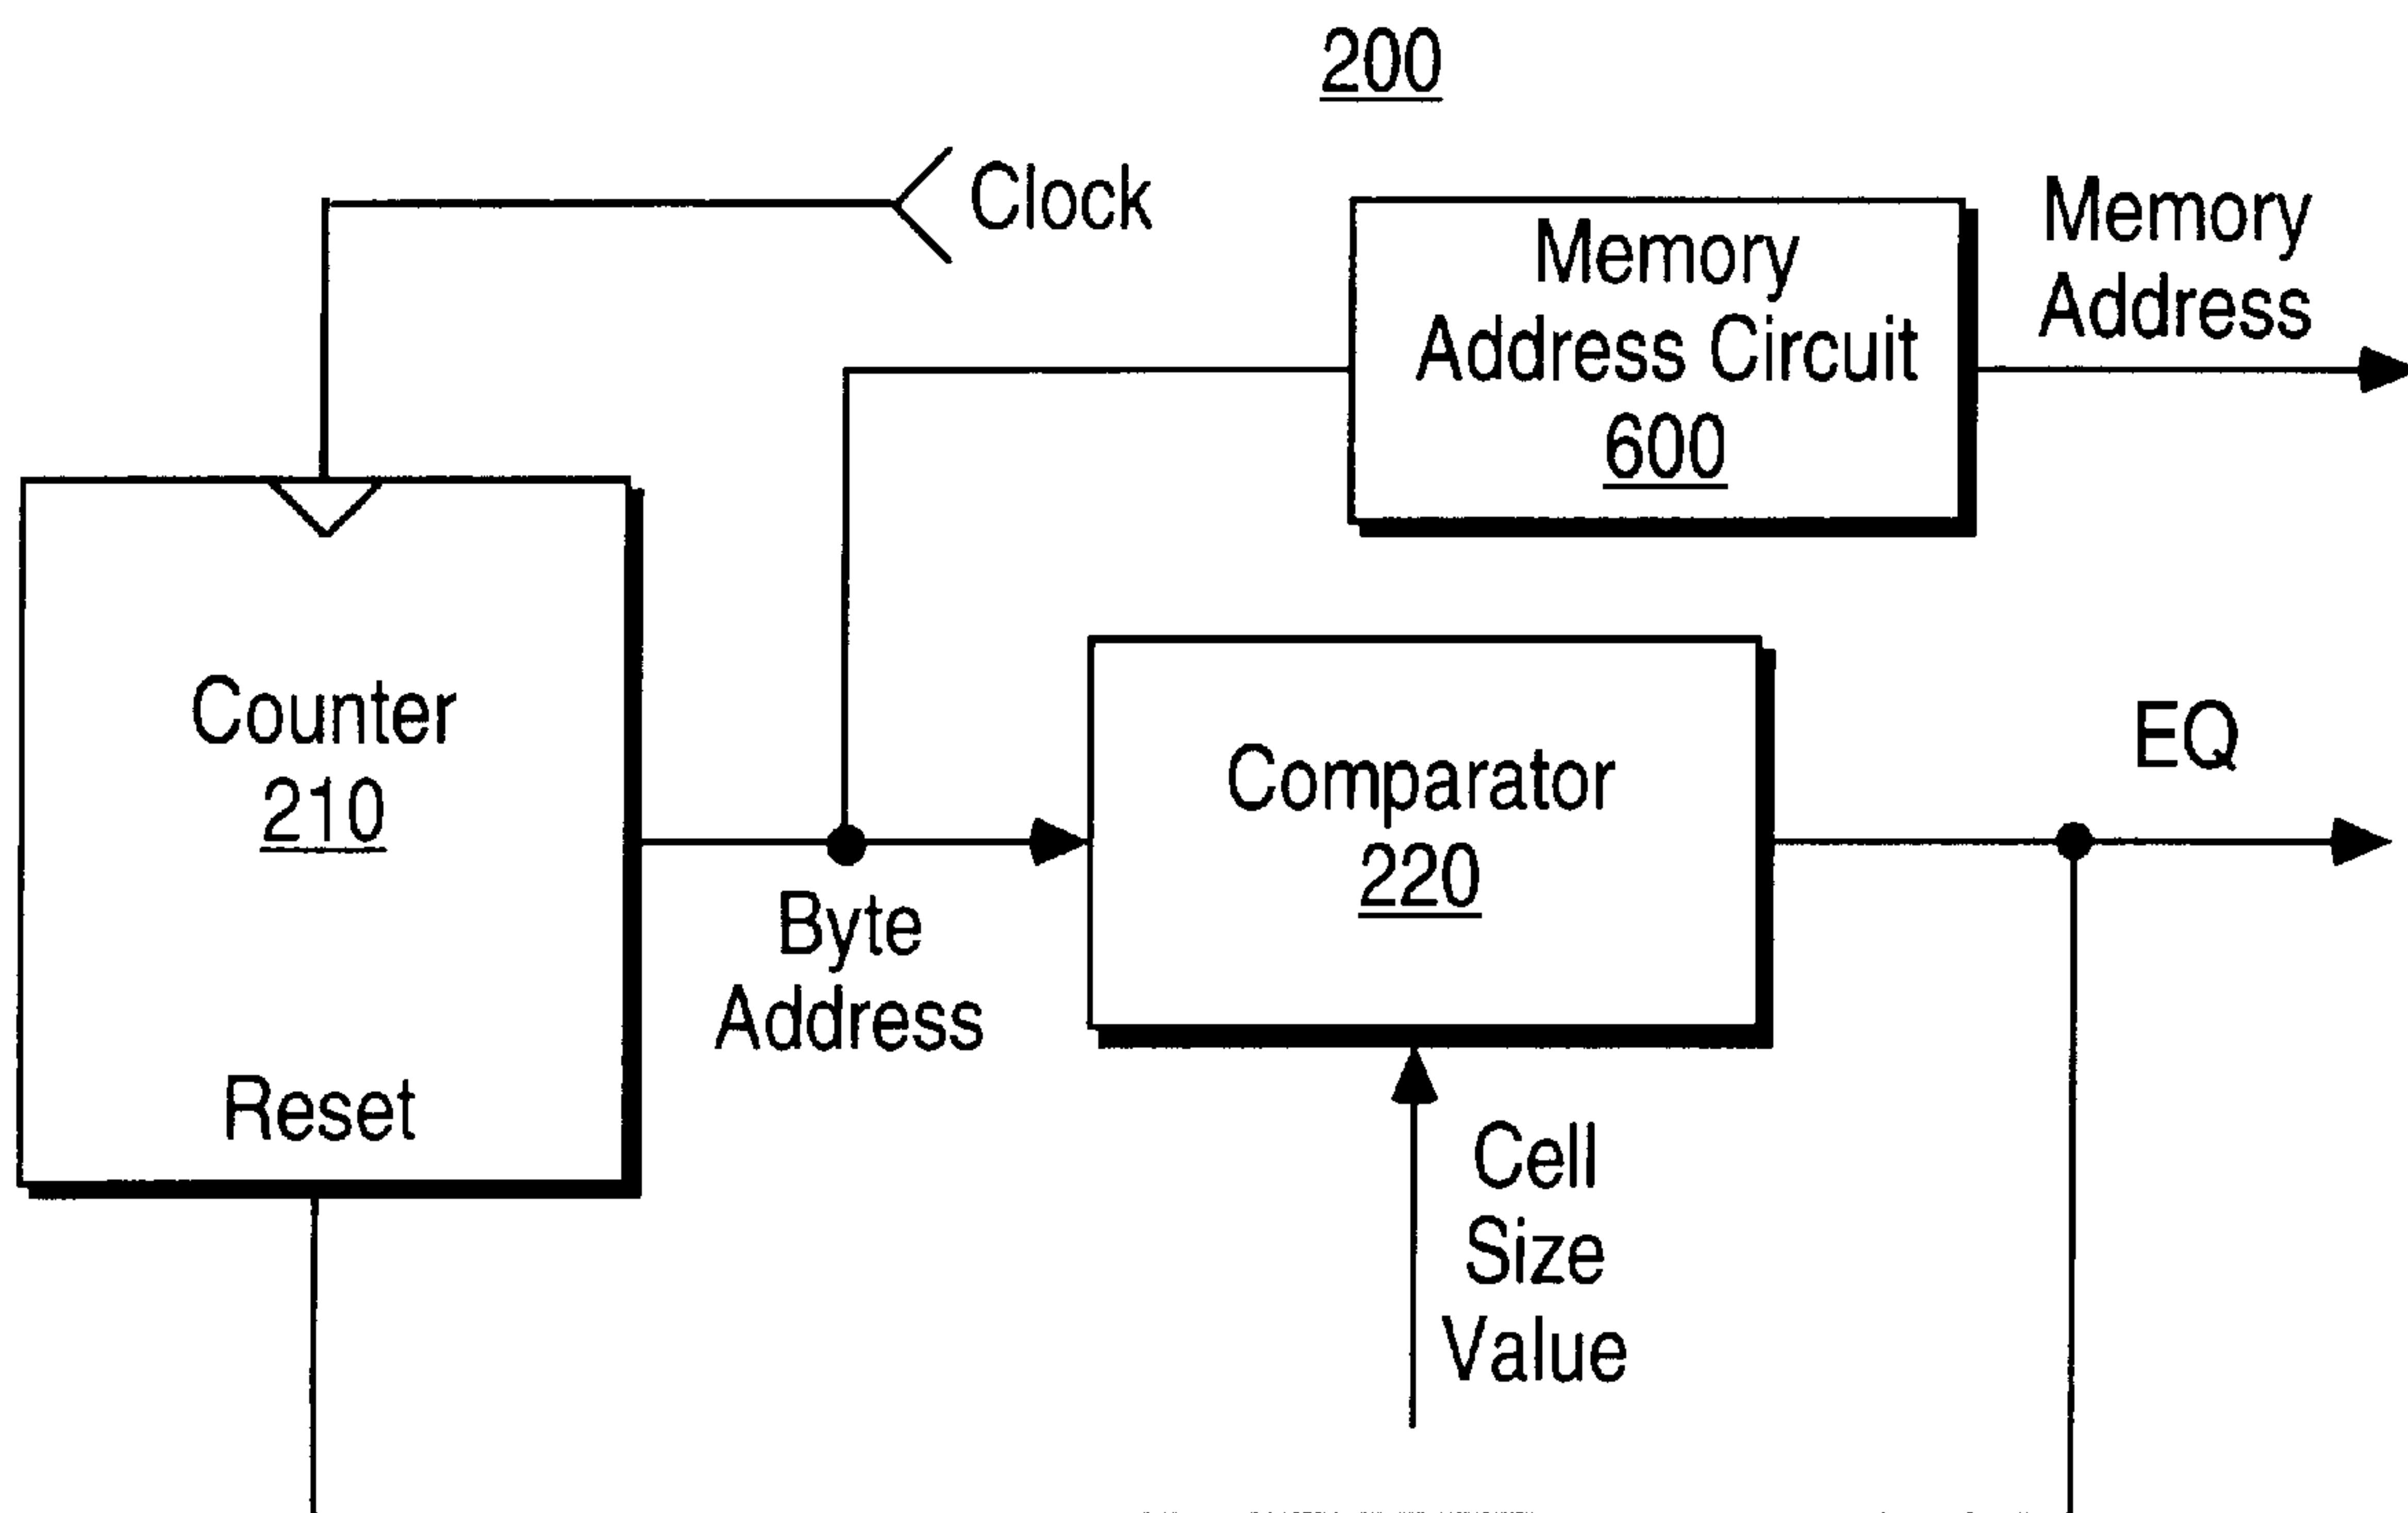 200
Clock
Memory
Address Circuit
600
Memory
Address
Counter
210
Reset
Byte
Address
Comparator
220
EQ
Cell
Size
Value